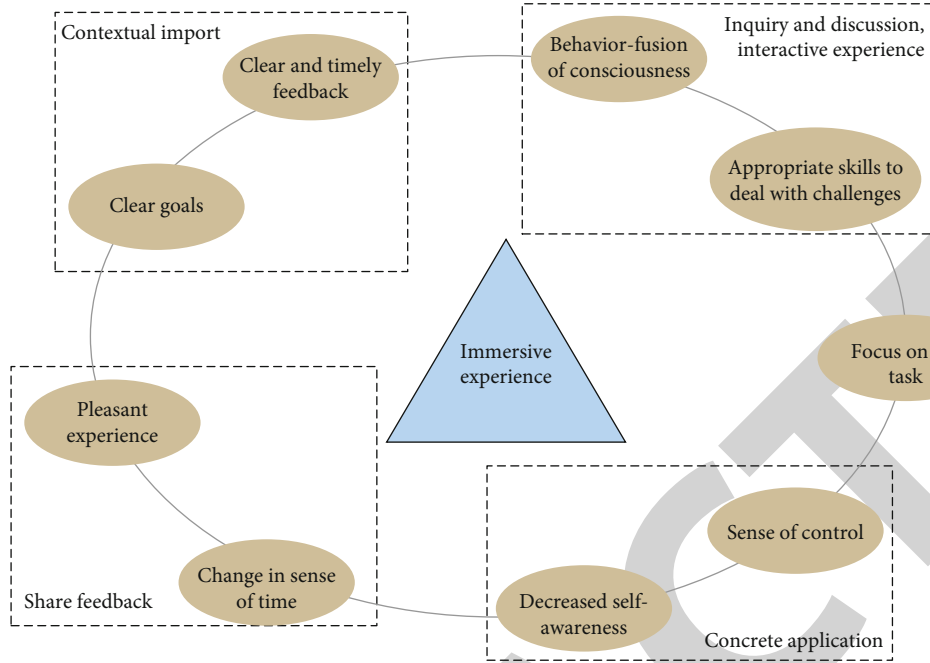 Contextual import
Clear and timely
feedback
Clear goals
Behavior-fusion
of consciousness
Inquiry and discussion,
interactive experience
Appropriate skills to
deal with challenges
Immersive
experience
Focus on
task
Pleasant
experience
Change in sense
of time
Share feedback
Sense of control
Decreased self-
awareness
Concrete application